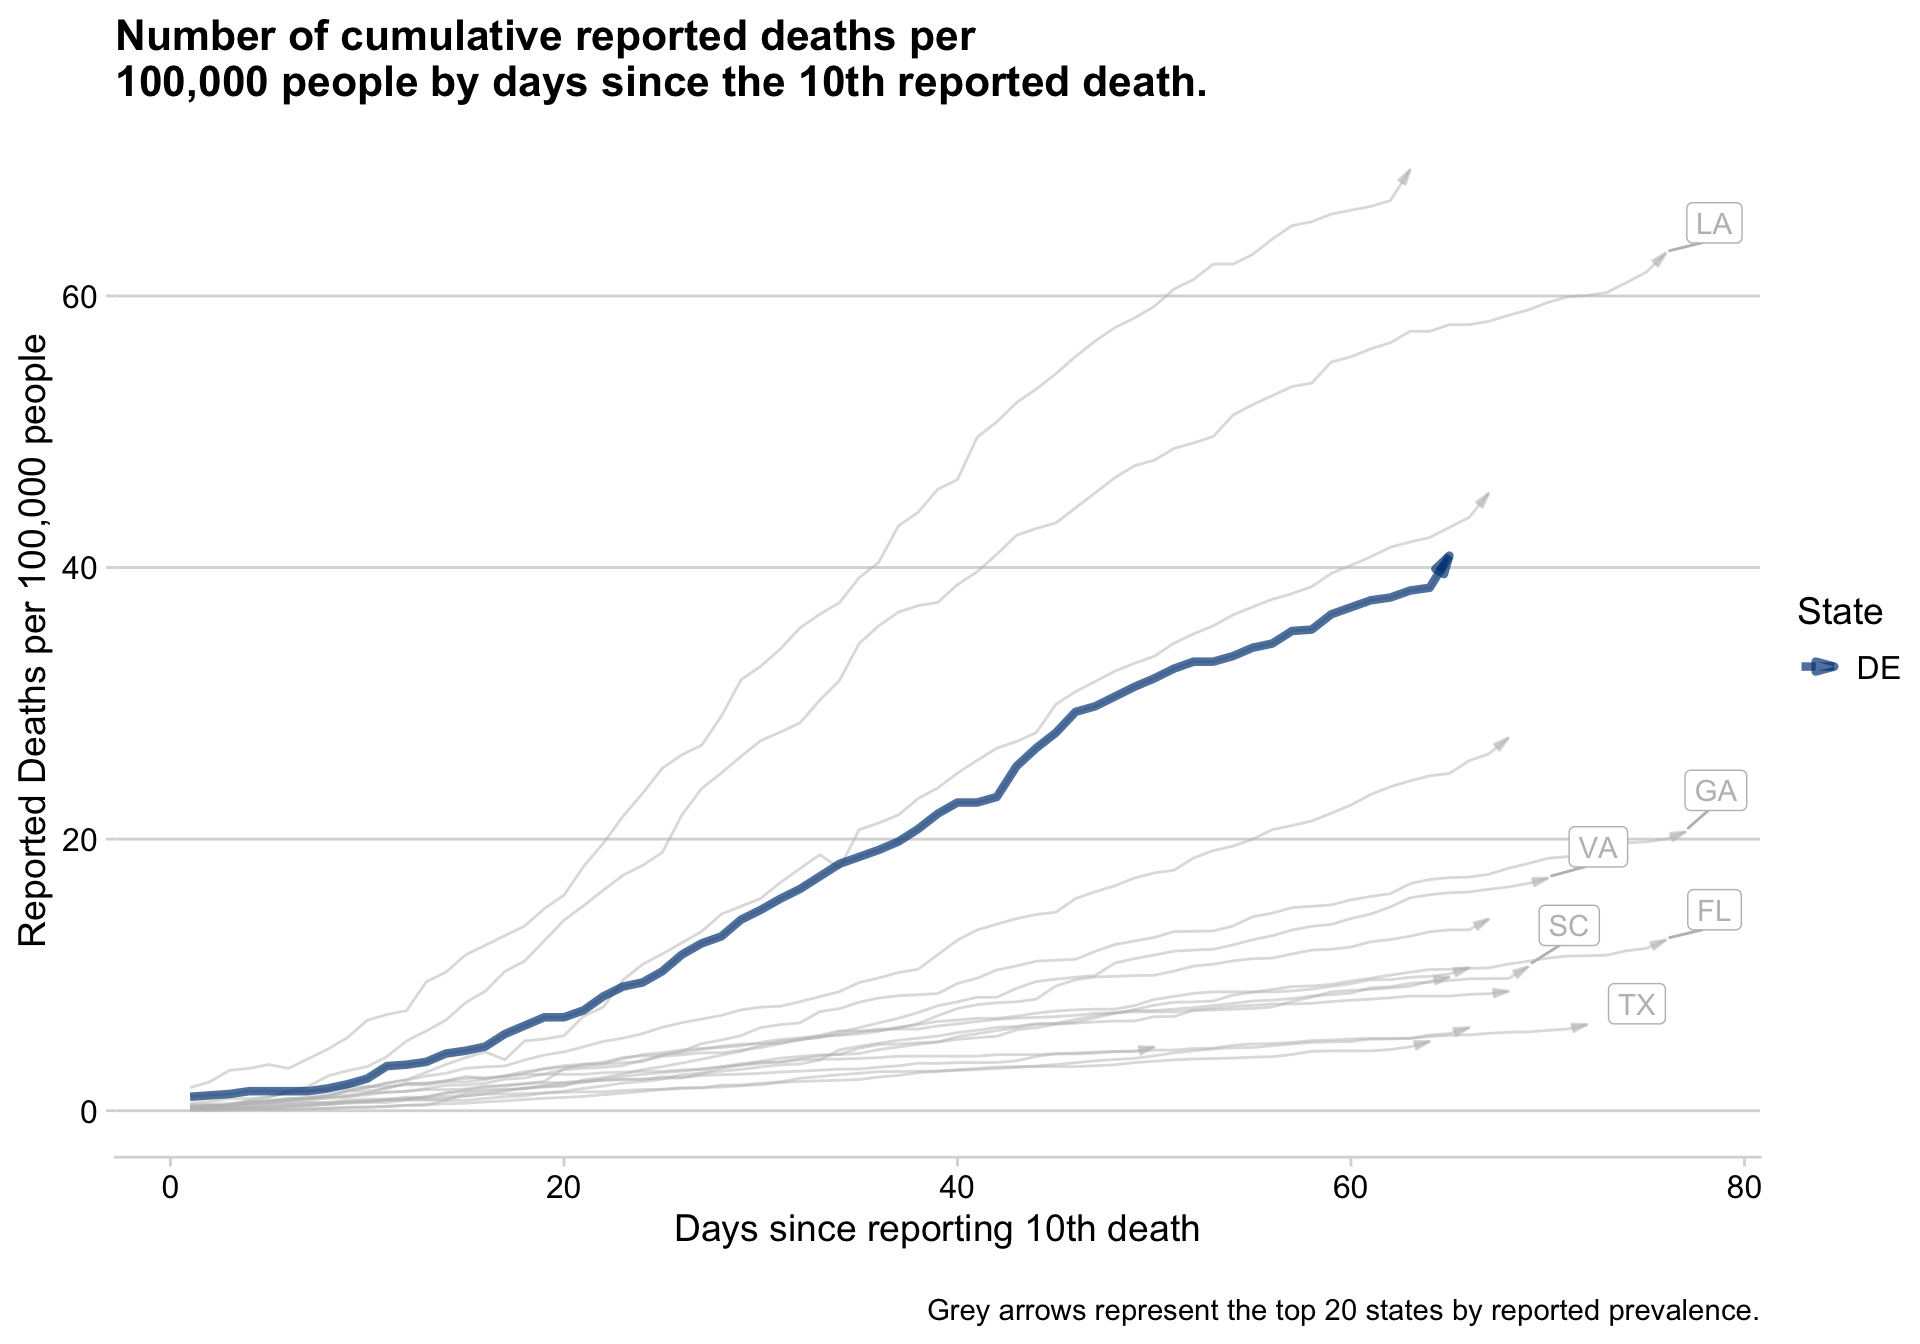 Number of cumulative reported deaths per
100,000 people by days since the 10th reported death.
Reported Deaths per 100,000 people
60
40
20
0
LA
GA
VA
FL
SC
TX
State
DE
0
20
40
60
80
Days since reporting 10th death
Grey arrows represent the top 20 states by reported prevalence.